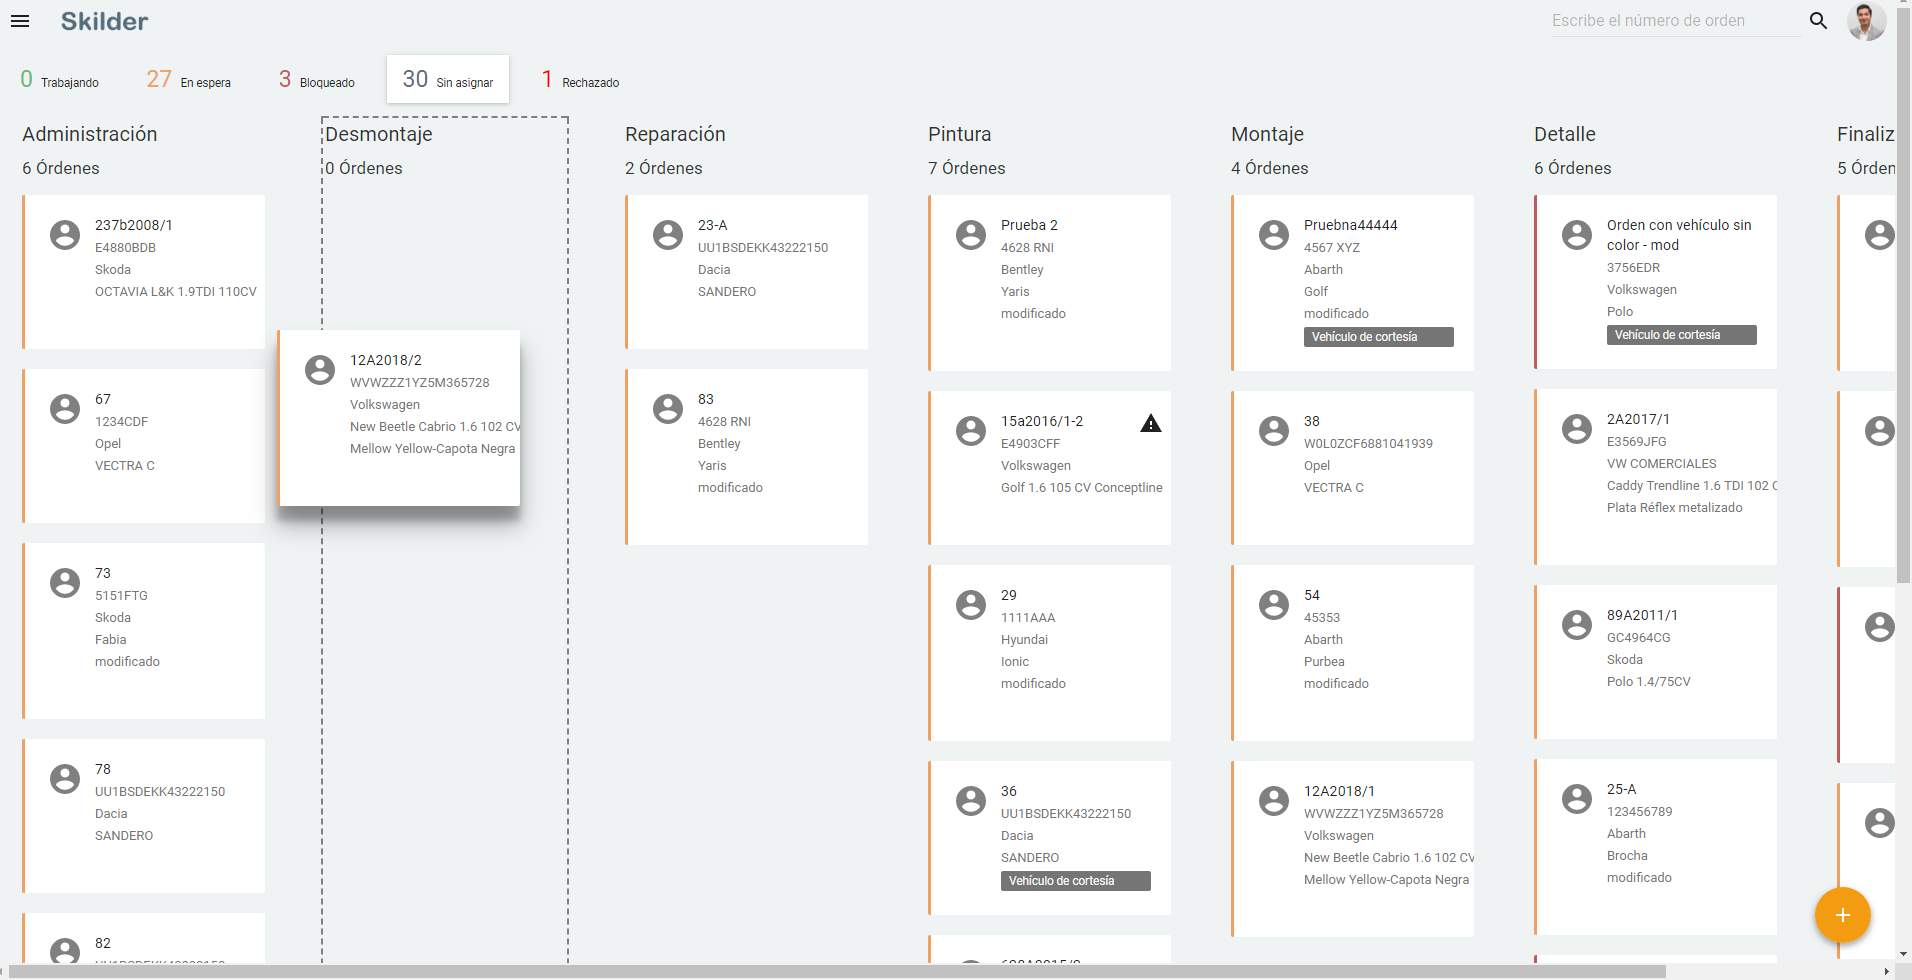 Skilder
Escribe el número de orden
0 Trabajando
27 En espera
3 Bloqueado
30 Sin asignar
1 Rechazado
Administración
6 Órdenes
237b2008/1
E4880BDB
Skoda
OCTAVIA L&K 1.9TDI 110CV
67
1234CDF
Opel
VECTRA C
73
5151FTG
Skoda
Fabia
modificado
78
UU1BSDEKK43222150
Dacia
SANDERO
82
Desmontaje
0 Órdenes
12A2018/2
WVWZZZ1YZ5M365728
Volkswagen
New Beetle Cabrio 1.6 102 CV
Mellow Yellow-Capota Negra
Reparación
2 Órdenes
23-A
UU1BSDEKK43222150
Dacia
SANDERO
83
4628 RNI
Bentley
Yaris
modificado
Pintura
7 Órdenes
Prueba 2
4628 RNI
Bentley
Yaris
modificado
15a2016/1-2
E4903CFF
Volkswagen
Golf 1.6 105 CV Conceptline
29
1111AAA
Hyundai
Ionic
modificado
36
UU1BSDEKK43222150
Dacia
SANDERO
Vehículo de cortesía
Montaje
4 Órdenes
Pruebna44444
4567 XYZ
Abarth
Golf
modificado
Vehículo de cortesía
38
W0L0ZCF6881041939
Opel
VECTRA C
54
45353
Abarth
Purbea
modificado
12A2018/1
WVWZZZ1YZ5M365728
Volkswagen
New Beetle Cabrio 1.6 102 CV
Mellow Yellow-Capota Negra
Detalle
6 Órdenes
Orden con vehículo sin
color - mod
3756EDR
Volkswagen
Polo
Vehículo de cortesía
2A2017/1
E3569JFG
VW COMERCIALES
Caddy Trendline 1.6 TDI 102 C
Plata Réflex metalizado
89A2011/1
GC4964CG
Skoda
Polo 1.4/75CV
25-A
123456789
Abarth
Brocha
modificado
Finaliz
5 Órden